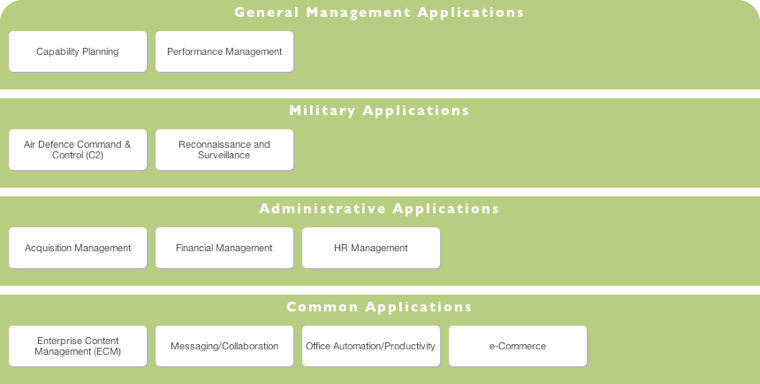 General Management Applications
Capability Planning
Performance Management
Military Applications
Air Defence Command &
Control (C2)
Reconnaissance and
Surveillance
Administrative Applications
Acquisition Management
Financial Management
HR Management
Common Applications
Enterprise Content
Management (ECM)
Messaging/Collaboration
Office Automation/Productivity
e-Commerce